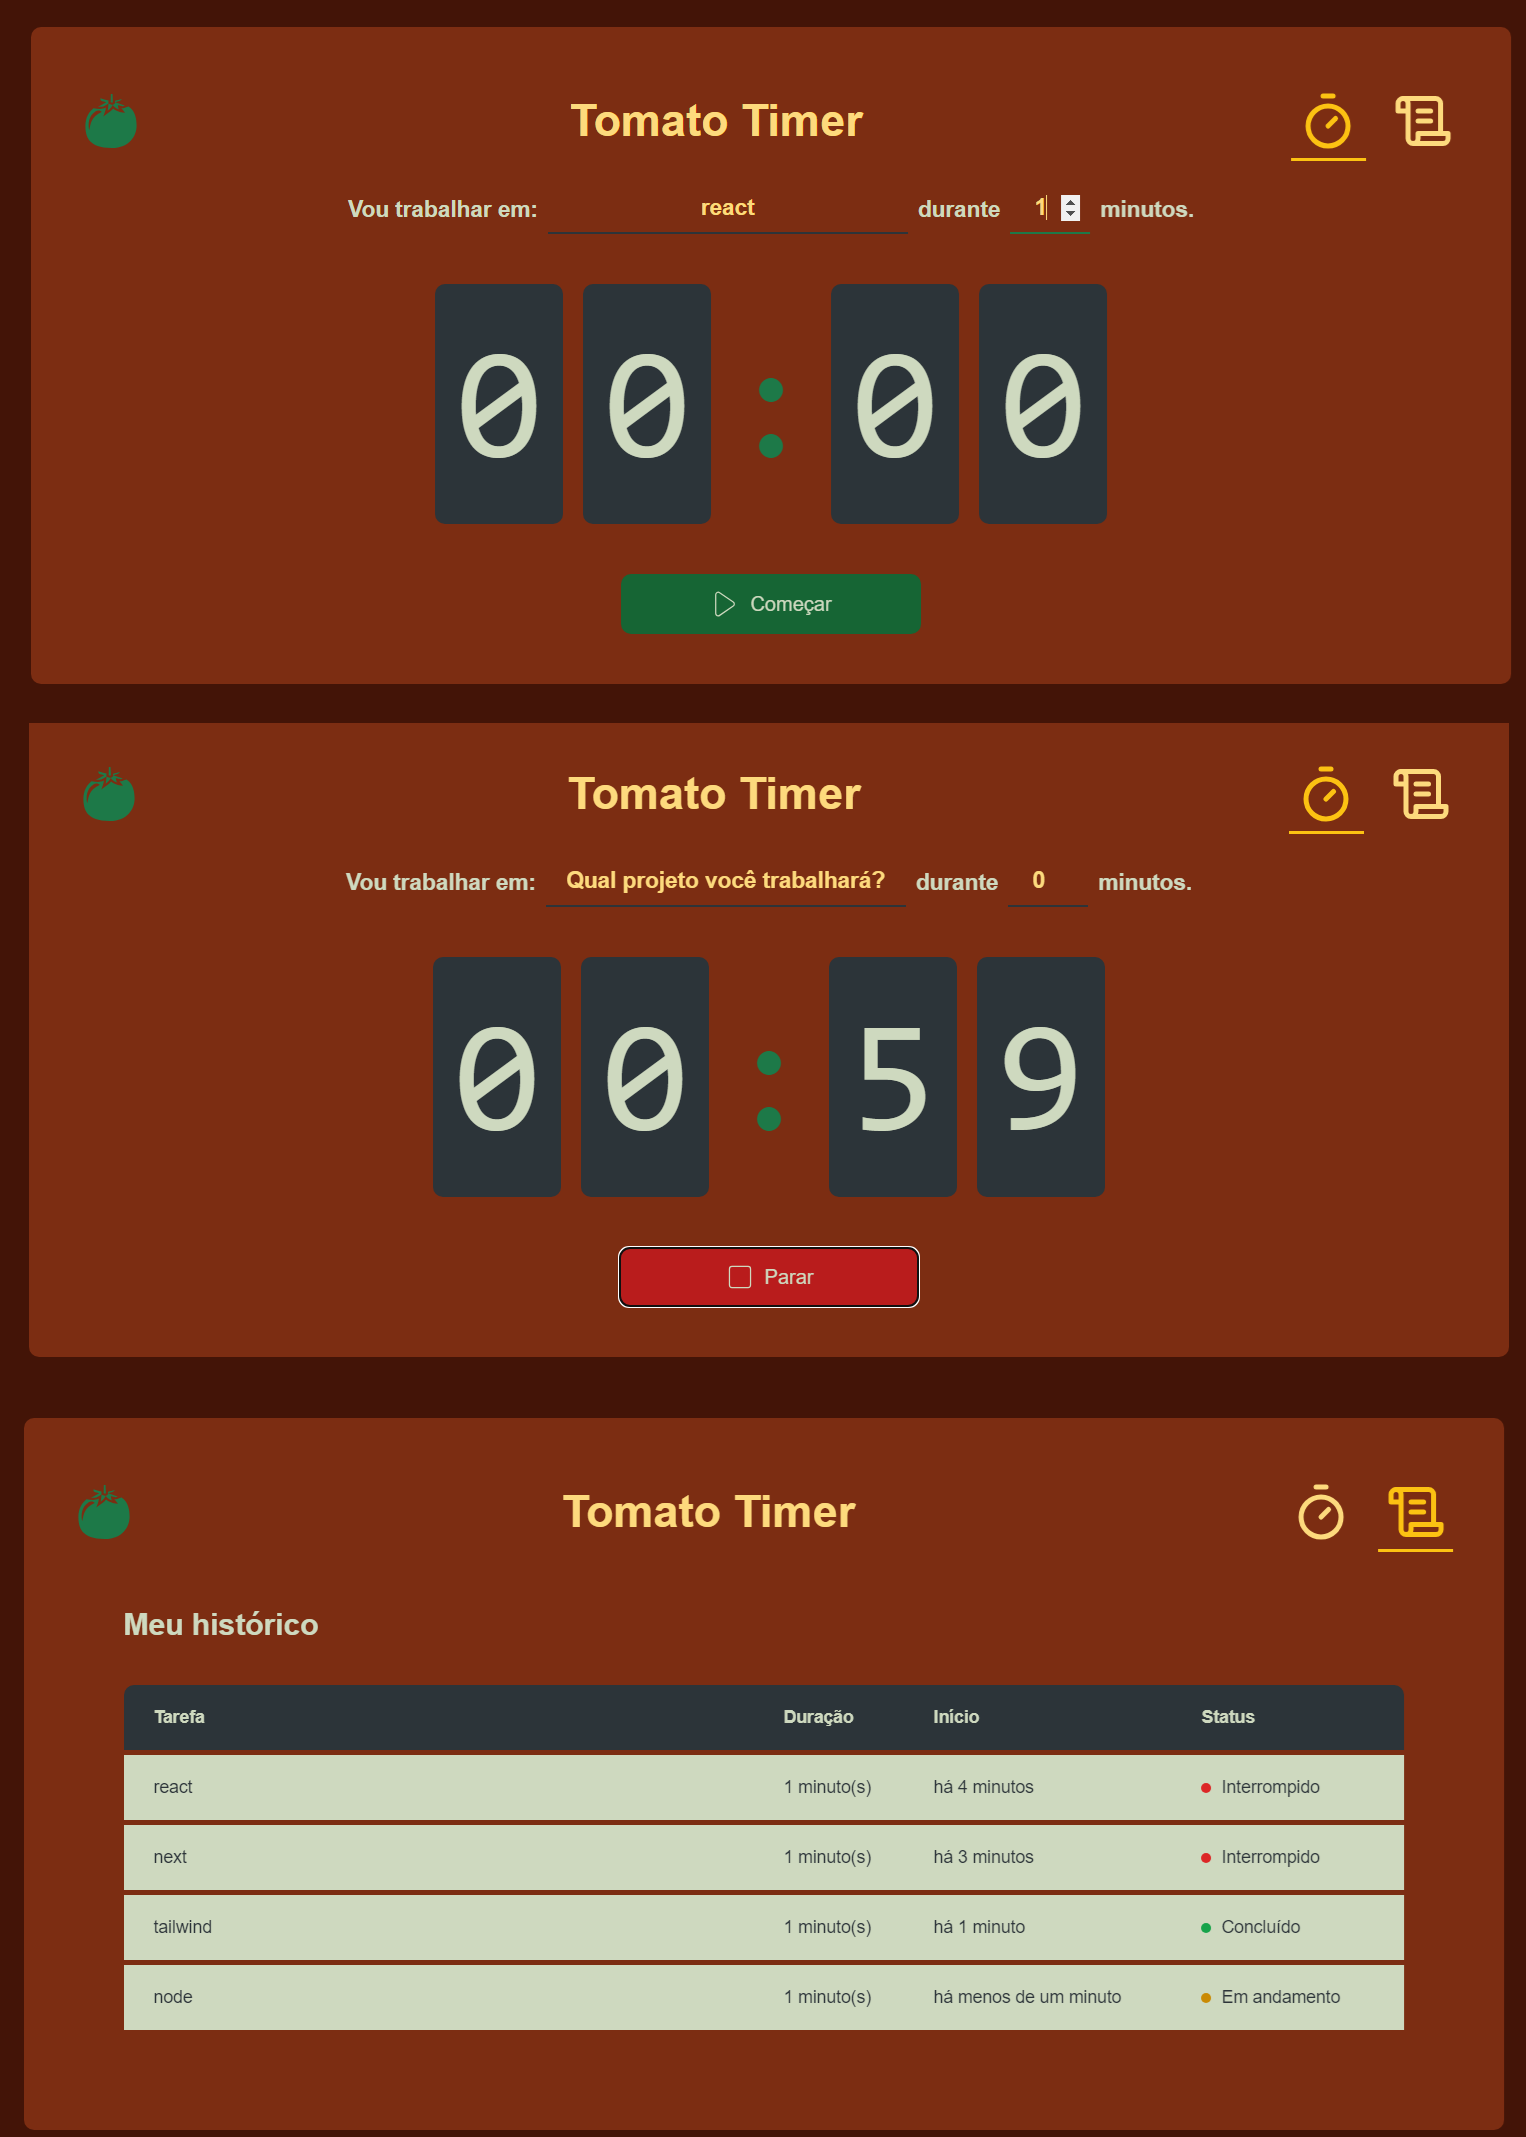 Tomato Timer
Vou trabalhar em: react durante 1 minutos.
00:00
Começar
Tomato Timer
Vou trabalhar em: Qual projeto você trabalhará? durante 0 minutos.
00:59
Parar
Tomato Timer
Meu histórico
Tarefa Duração Início Status
react 1 minuto(s) há 4 minutos Interrompido
next 1 minuto(s) há 3 minutos Interrompido
tailwind 1 minuto(s) há 1 minuto Concluído
node 1 minuto(s) há menos de um minuto Em andamento